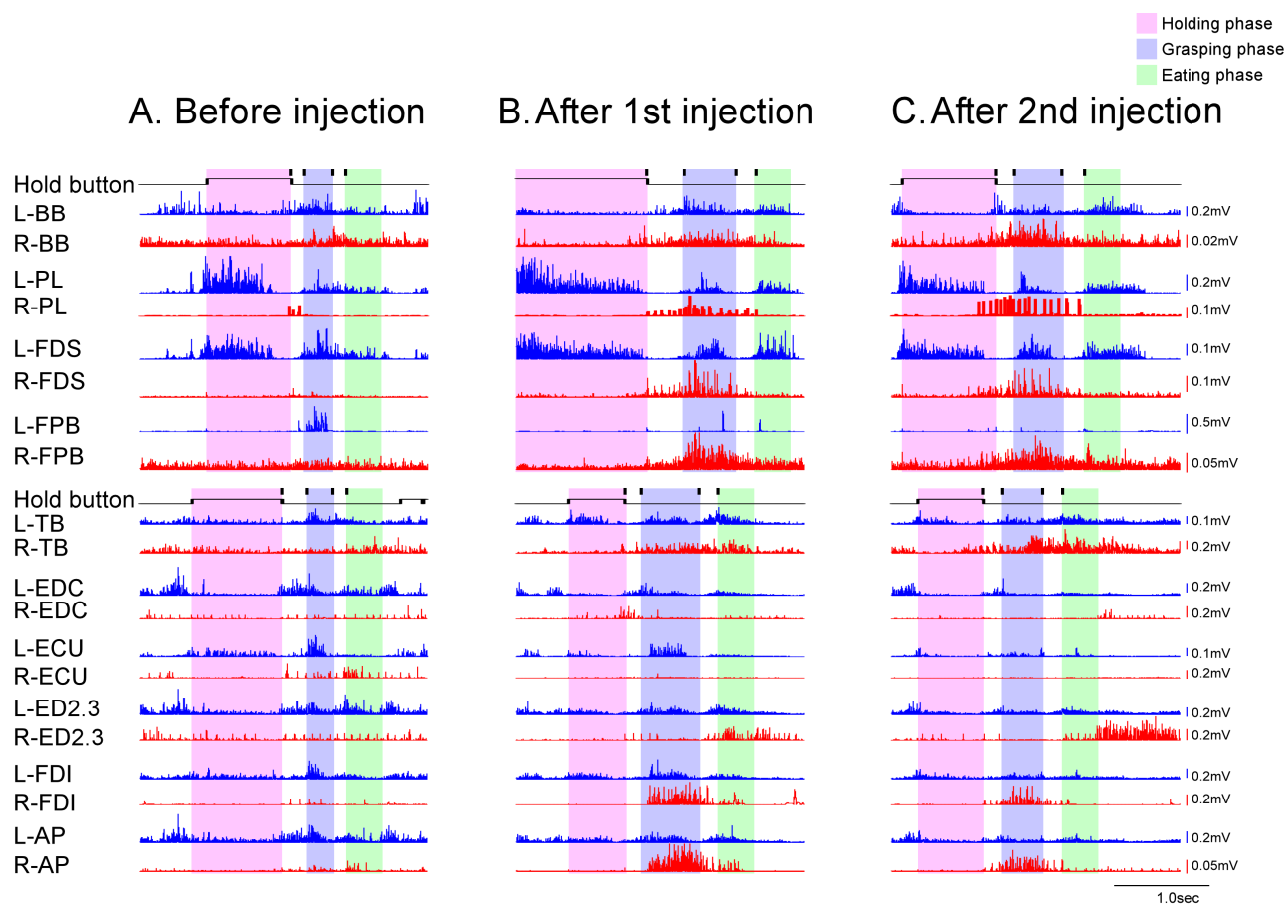 Holding phase
Grasping phase
Eating phase
A. Before injection
B. After 1st injection
C. After 2nd injection
Hold button
L-BB
0.2mV
R-BB
0.02mV
L-PL
0.2mV
R-PL
0.1mV
L-FDS
0.1mV
R-FDS
0.1mV
L-FPB
0.5mV
R-FPB
0.05mV
Hold button
L-TB
0.1mV
R-TB
0.2mV
L-EDC
0.2mV
R-EDC
0.2mV
L-ECU
0.1mV
R-ECU
0.2mV
L-ED2.3
0.2mV
R-ED2.3
0.2mV
L-FDI
0.2mV
R-FDI
0.2mV
L-AP
0.2mV
R-AP
0.05mV
1.0sec